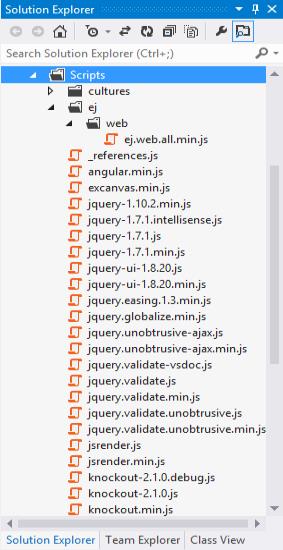 Solution Explorer
Search Solution Explorer (Ctrl+;)
Scripts
cultures
ej
web
ej.web.all.min.js
_references.js
angular.min.js
excanvas.min.js
jquery-1.10.2.min.js
jquery-1.7.1.intellisense.js
jquery-1.7.1.js
jquery-1.7.1.min.js
jquery-ui-1.8.20.js
jquery-ui-1.8.20.min.js
jquery.easing.1.3.min.js
jquery.globalize.min.js
jquery.unobtrusive-ajax.js
jquery.unobtrusive-ajax.min.js
jquery.validate-vsdoc.js
jquery.validate.js
jquery.validate.min.js
jquery.validate.unobtrusive.js
jquery.validate.unobtrusive.min.js
jsrender.js
jsrender.min.js
knockout-2.1.0.debug.js
knockout-2.1.0.js
knockout.min.js
Solution Explorer Team Explorer Class View